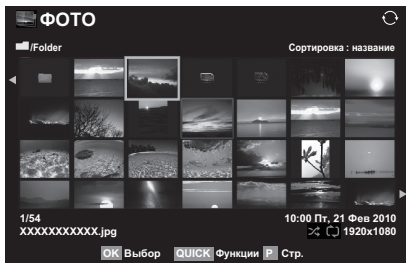 ФОТО
/Folder Сортировка : название
1/54 10:00 Пт, 21 Фев 2010
XXXXXXXXXXX.jpg 1920x1080
OK Выбор QUICK Функции P Стр.